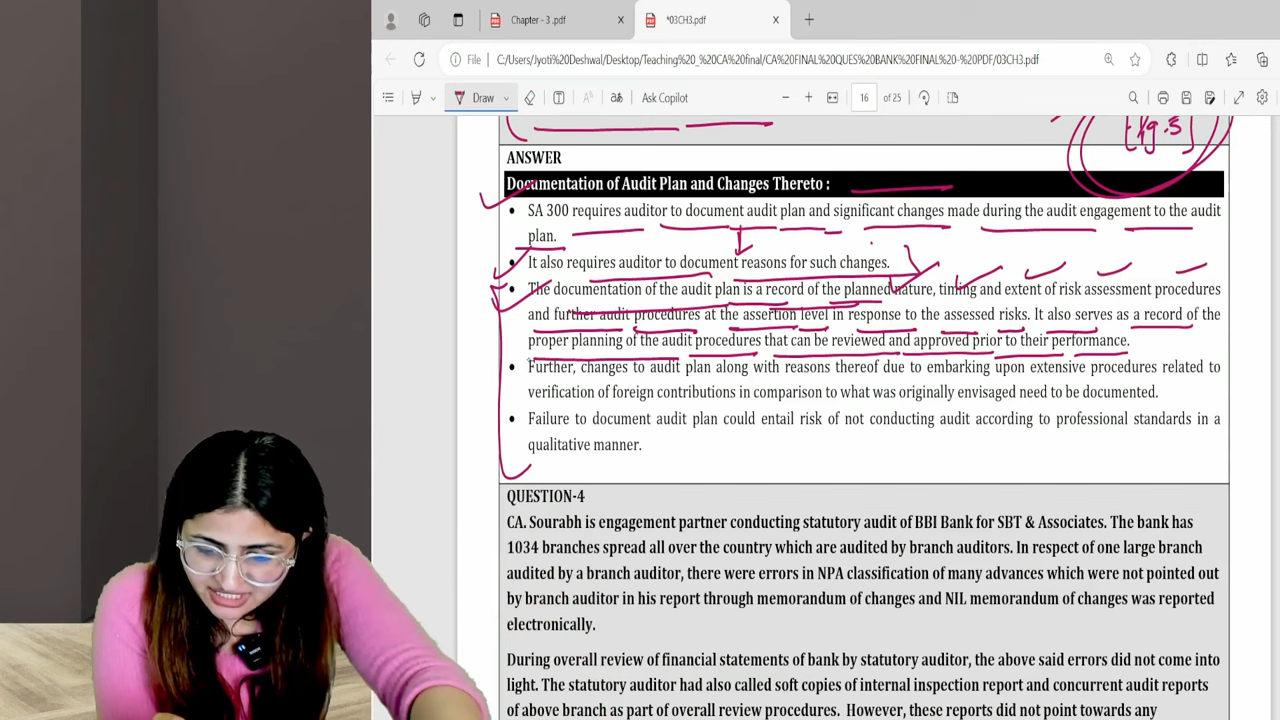 Chapter - 3 .pdf
*03CH3.pdf
File
C:/Users/Jyoti%20Deshwal/Desktop/Teaching%20_%20CA%20final/CA%20FINAL%20QUES%20BANK%20FINAL%20-%20PDF/03CH3.pdf
Draw
Ask Copilot
16 of 25
[Pg.5]
ANSWER
Documentation of Audit Plan and Changes Thereto :
• SA 300 requires auditor to document audit plan and significant changes made during the audit engagement to the audit
plan.
• It also requires auditor to document reasons for such changes.
• The documentation of the audit plan is a record of the planned nature, timing and extent of risk assessment procedures
and further audit procedures at the assertion level in response to the assessed risks. It also serves as a record of the
proper planning of the audit procedures that can be reviewed and approved prior to their performance.
• Further, changes to audit plan along with reasons thereof due to embarking upon extensive procedures related to
verification of foreign contributions in comparison to what was originally envisaged need to be documented.
• Failure to document audit plan could entail risk of not conducting audit according to professional standards in a
qualitative manner.
QUESTION-4
CA. Sourabh is engagement partner conducting statutory audit of BBI Bank for SBT & Associates. The bank has
1034 branches spread all over the country which are audited by branch auditors. In respect of one large branch
audited by a branch auditor, there were errors in NPA classification of many advances which were not pointed out
by branch auditor in his report through memorandum of changes and NIL memorandum of changes was reported
electronically.
During overall review of financial statements of bank by statutory auditor, the above said errors did not come into
light. The statutory auditor had also called soft copies of internal inspection report and concurrent audit reports
of above branch as part of overall review procedures. However, these reports did not point towards any